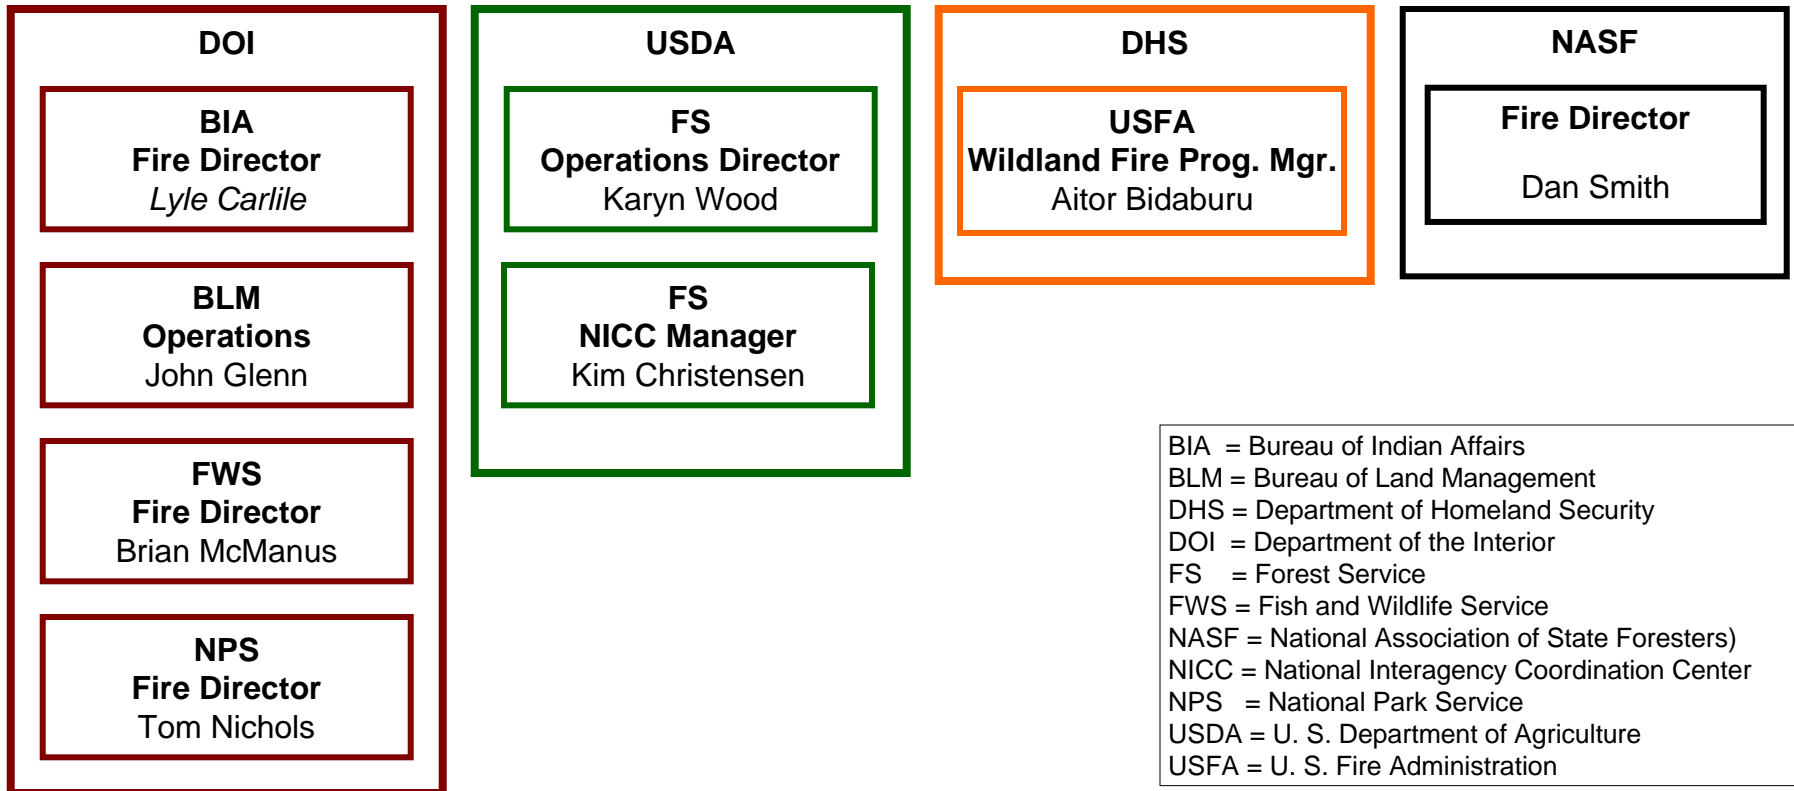 DOI
BIA
Fire Director
Lyle Carlile
BLM
Operations
John Glenn
FWS
Fire Director
Brian McManus
NPS
Fire Director
Tom Nichols
USDA
FS
Operations Director
Karyn Wood
FS
NICC Manager
Kim Christensen
DHS
USFA
Wildland Fire Prog. Mgr.
Aitor Bidaburu
NASF
Fire Director
Dan Smith
BIA = Bureau of Indian Affairs
BLM = Bureau of Land Management
DHS = Department of Homeland Security
DOI = Department of the Interior
FS = Forest Service
FWS = Fish and Wildlife Service
NASF = National Association of State Foresters)
NICC = National Interagency Coordination Center
NPS = National Park Service
USDA = U. S. Department of Agriculture
USFA = U. S. Fire Administration